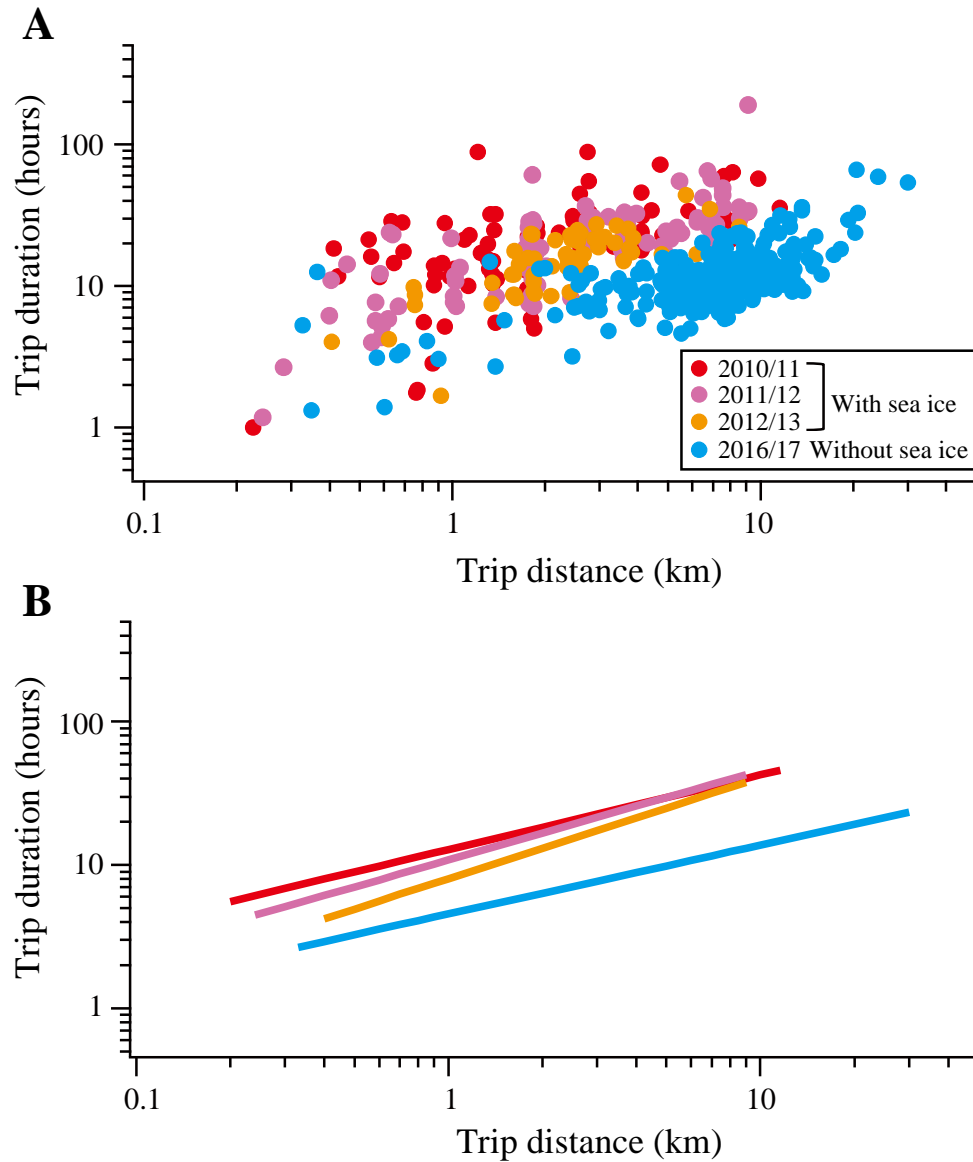 A
Trip duration (hours)
100
10
1
2010/11
2011/12
2012/13
With sea ice
2016/17 Without sea ice
0.1
1
10
Trip distance (km)
B
Trip duration (hours)
100
10
1
0.1
1
10
Trip distance (km)